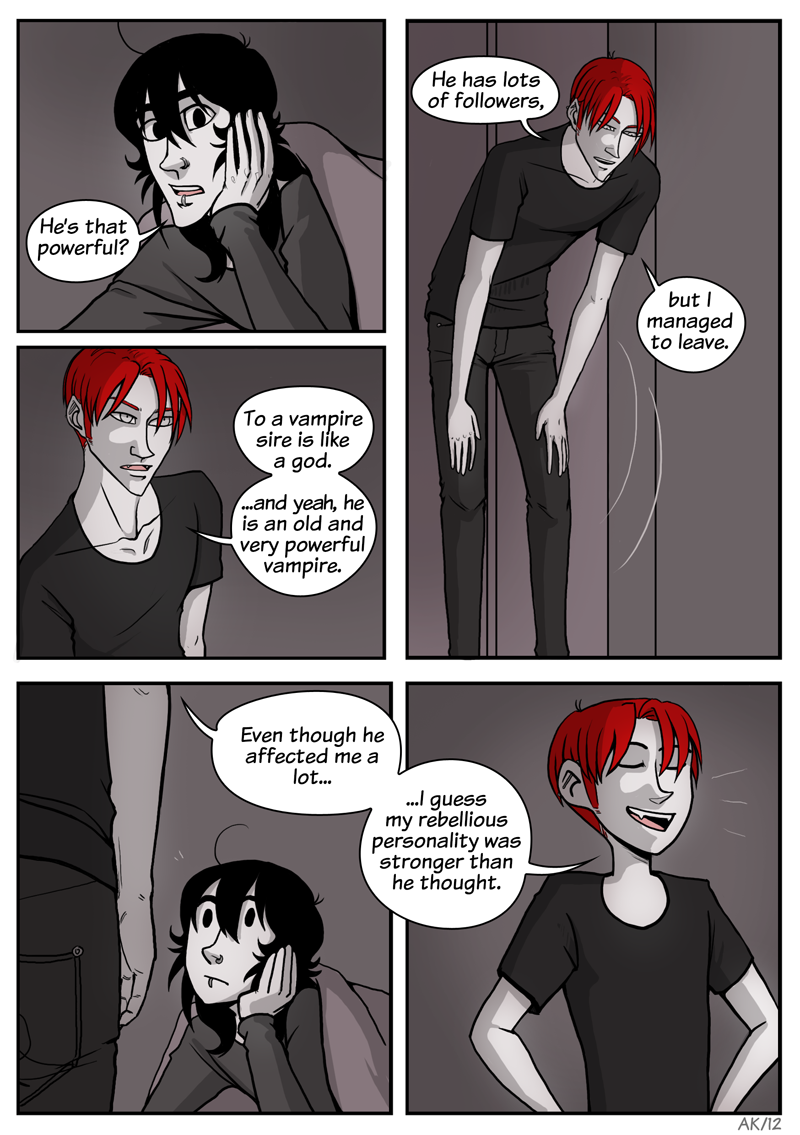 He's that
powerful?
To a vampire
sire is like
a god.
...and yeah, he
is an old and
very powerful
vampire.
He has lots
of followers,
but I
managed
to leave.
Even though he
affected me a
lot...
...I guess
my rebellious
personality was
stronger than
he thought.
AK/12